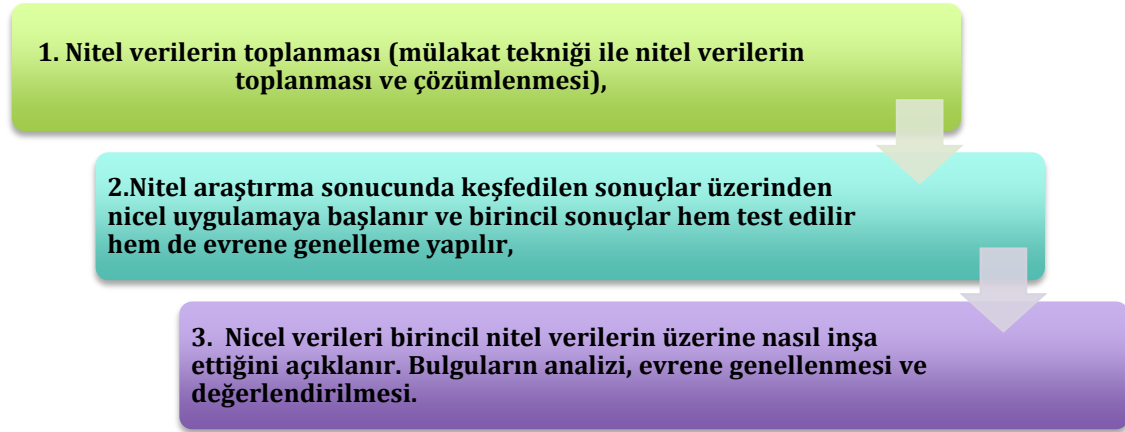 1. Nitel verilerin toplanması (mülakat tekniği ile nitel verilerin
toplanması ve çözümlenmesi),
2.Nitel araştırma sonucunda keşfedilen sonuçlar üzerinden
nicel uygulamaya başlanır ve birincil sonuçlar hem test edilir
hem de evrene genelleme yapılır,
3. Nicel verileri birincil nitel verilerin üzerine nasıl inşa
ettiğini açıklanır. Bulguların analizi, evrene genellenmesi ve
değerlendirilmesi.